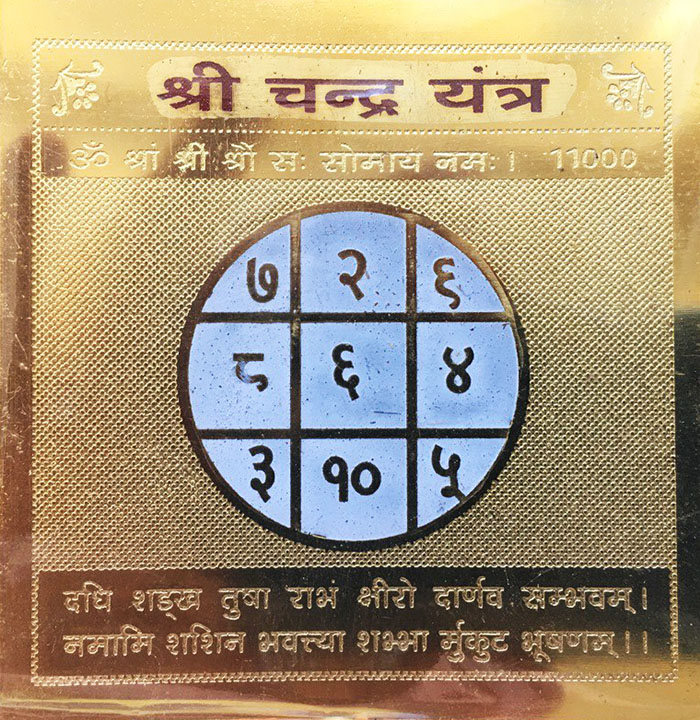 श्री चन्द्र यंत्र
ॐ श्रां श्रीं श्रौं सः सोमाय नमः। 11000
७ २ ९
८ ६ ४
३ १० ५
दधि शङ्ख तुषा राभं क्षीरो दार्णव सम्भवम्।
नमामि शशिन भवत्त्या शम्भा र्मुकुट भूषणम्।।